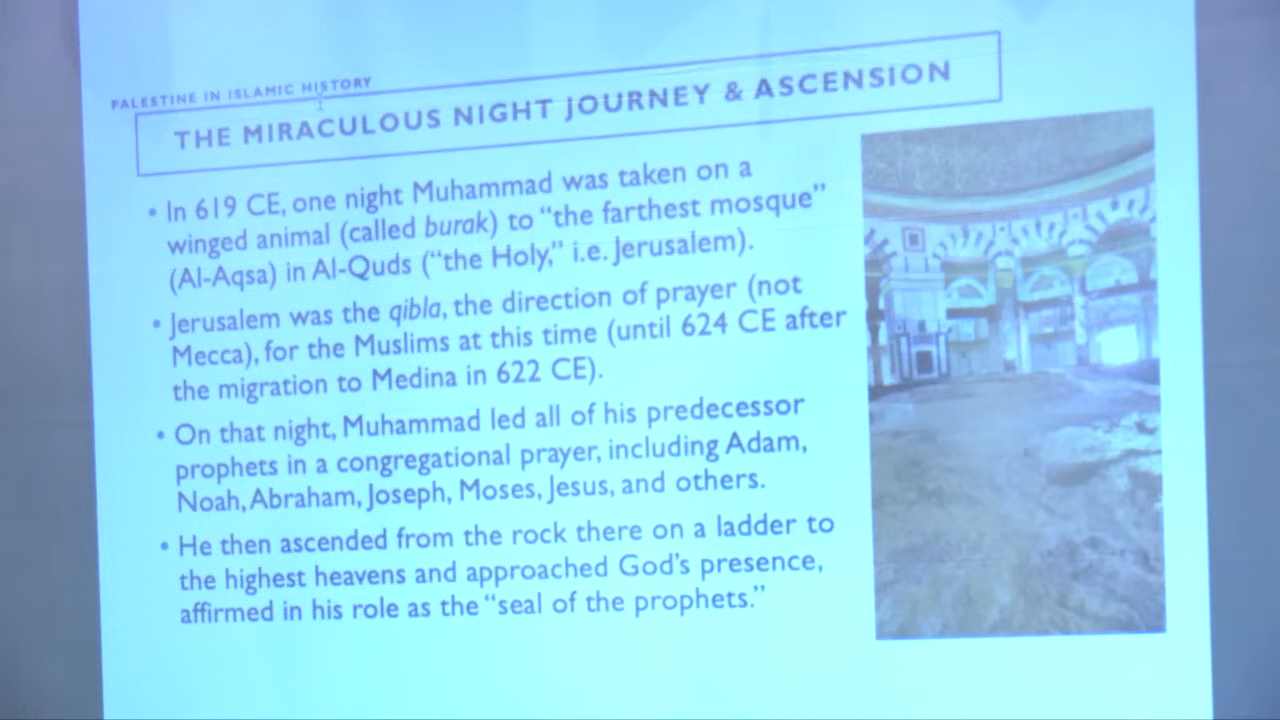 PALESTINE IN ISLAMIC HISTORY
THE MIRACULOUS NIGHT JOURNEY & ASCENSION
• In 619 CE, one night Muhammad was taken on a
winged animal (called burak) to “the farthest mosque”
(Al-Aqsa) in Al-Quds (“the Holy,” i.e. Jerusalem).
• Jerusalem was the qibla, the direction of prayer (not
Mecca), for the Muslims at this time (until 624 CE after
the migration to Medina in 622 CE).
• On that night, Muhammad led all of his predecessor
prophets in a congregational prayer, including Adam,
Noah, Abraham, Joseph, Moses, Jesus, and others.
• He then ascended from the rock there on a ladder to
the highest heavens and approached God’s presence,
affirmed in his role as the “seal of the prophets.”